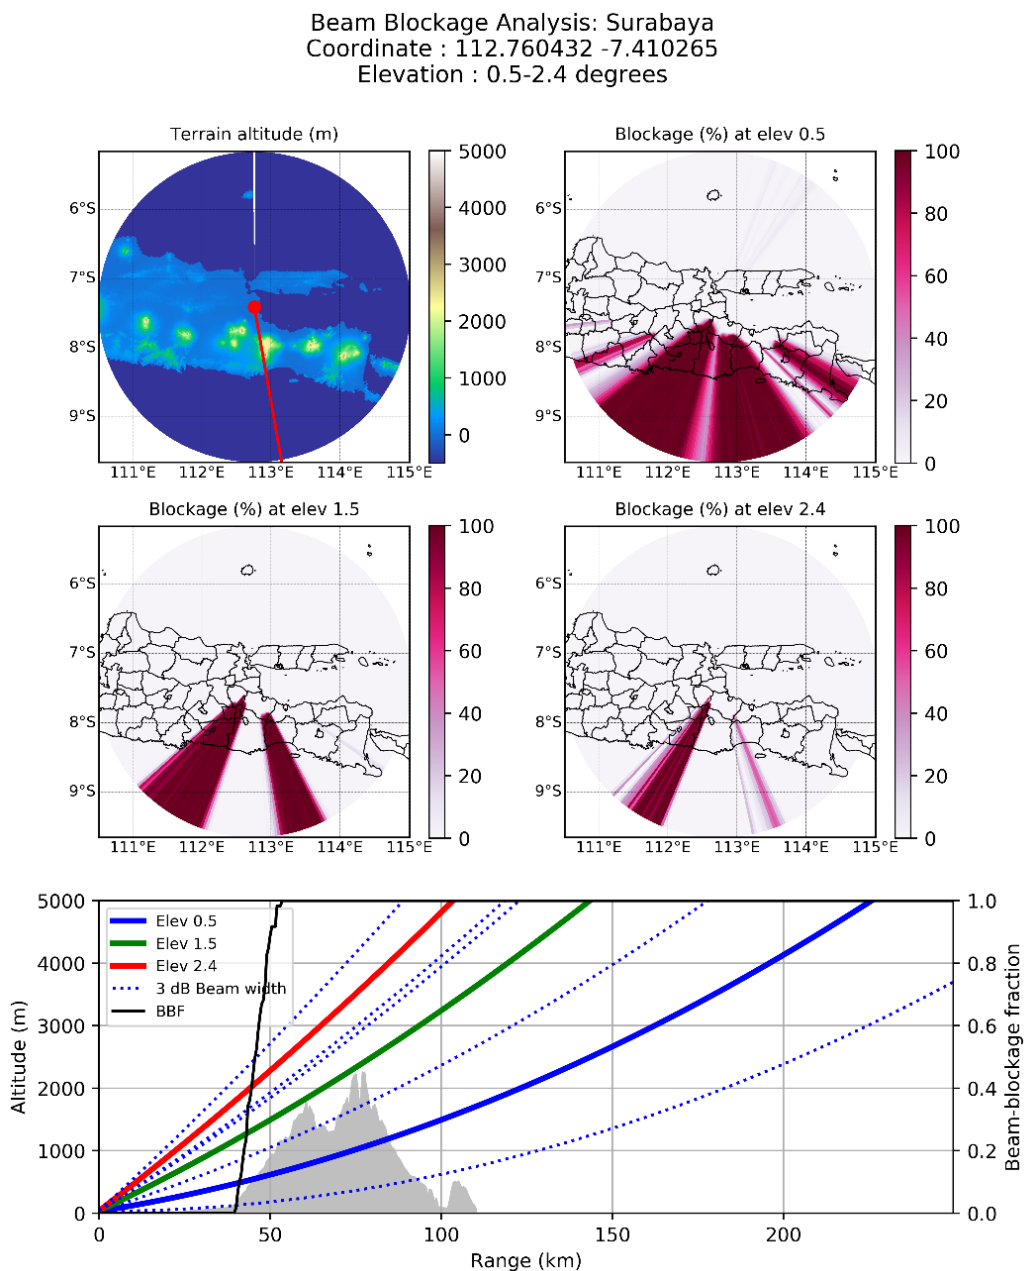 Beam Blockage Analysis: Surabaya
Coordinate : 112.760432 -7.410265
Elevation : 0.5-2.4 degrees
Terrain altitude (m)
6°S
7°S
8°S
9°S
111°E 112°E 113°E 114°E 115°E
5000
4000
3000
2000
1000
0
Blockage (%) at elev 0.5
6°S
7°S
8°S
9°S
111°E 112°E 113°E 114°E 115°E
100
80
60
40
20
0
Blockage (%) at elev 1.5
6°S
7°S
8°S
9°S
111°E 112°E 113°E 114°E 115°E
100
80
60
40
20
0
Blockage (%) at elev 2.4
6°S
7°S
8°S
9°S
111°E 112°E 113°E 114°E 115°E
100
80
60
40
20
0
Altitude (m)
5000
4000
3000
2000
1000
0
Elev 0.5
Elev 1.5
Elev 2.4
3 dB Beam width
BBF
1.0
0.8
0.6
0.4
0.2
0.0
Beam-blockage fraction
0 50 100 150 200
Range (km)